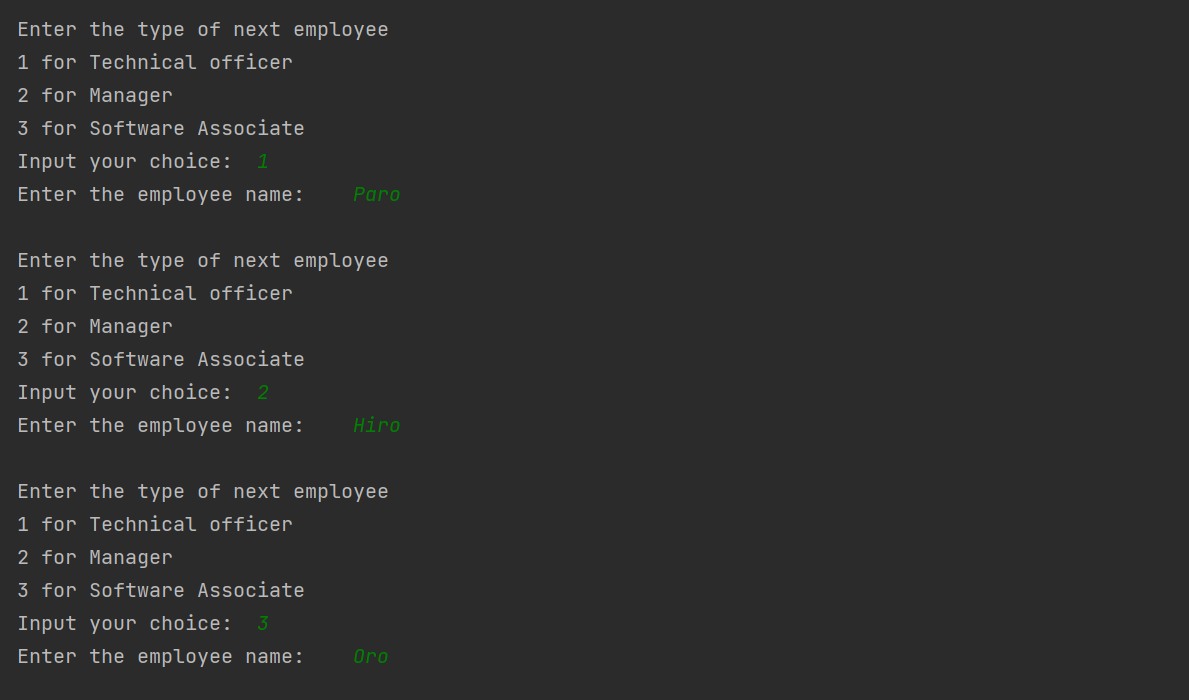 Enter the type of next employee
1 for Technical officer
2 for Manager
3 for Software Associate
Input your choice:  1
Enter the employee name:    Paro

Enter the type of next employee
1 for Technical officer
2 for Manager
3 for Software Associate
Input your choice:  2
Enter the employee name:    Hiro

Enter the type of next employee
1 for Technical officer
2 for Manager
3 for Software Associate
Input your choice:  3
Enter the employee name:    Oro